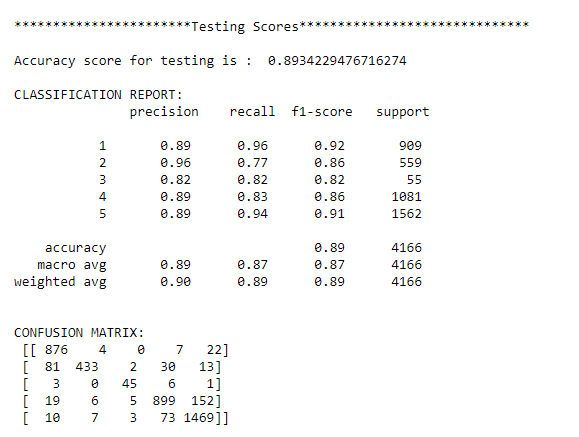 ***********************Testing Scores******************************
Accuracy score for testing is :  0.8934229476716274
CLASSIFICATION REPORT:
precision    recall  f1-score   support
1       0.89      0.96      0.92       909
2       0.96      0.77      0.86       559
3       0.82      0.82      0.82        55
4       0.89      0.83      0.86      1081
5       0.89      0.94      0.91      1562
accuracy                           0.89      4166
macro avg       0.89      0.87      0.87      4166
weighted avg       0.90      0.89      0.89      4166
CONFUSION MATRIX:
[[ 876    4    0    7   22]
[  81  433    2   30   13]
[   3    0   45    6    1]
[  19    6    5  899  152]
[  10    7    3   73 1469]]